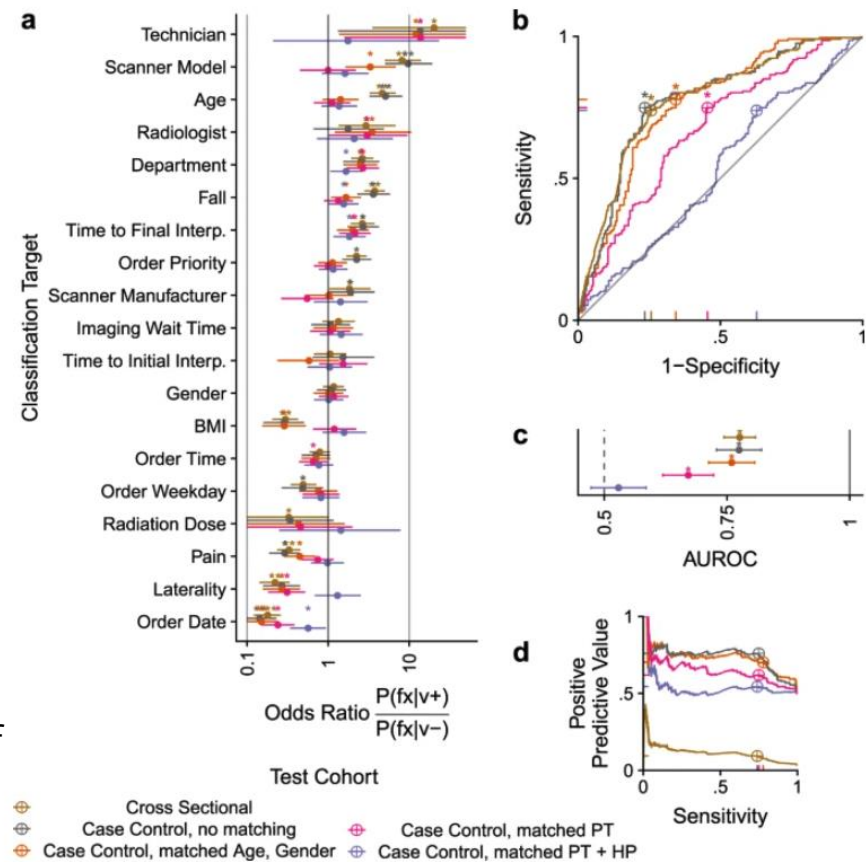 a
Classification Target
Technician
Scanner Model
Age
Radiologist
Department
Fall
Time to Final Interp.
Order Priority
Scanner Manufacturer
Imaging Wait Time
Time to Initial Interp.
Gender
BMI
Order Time
Order Weekday
Radiation Dose
Pain
Laterality
Order Date
0.1
1
10
Odds Ratio P(fx|v+)
P(fx|v−)
b
Sensitivity
1
.5
0
0
.5
1
1−Specificity
c
0.5
0.75
1
AUROC
d
Positive
Predictive Value
1
.5
0
0
.5
1
Sensitivity
Test Cohort
Cross Sectional
Case Control, no matching
Case Control, matched PT
Case Control, matched Age, Gender
Case Control, matched PT + HP